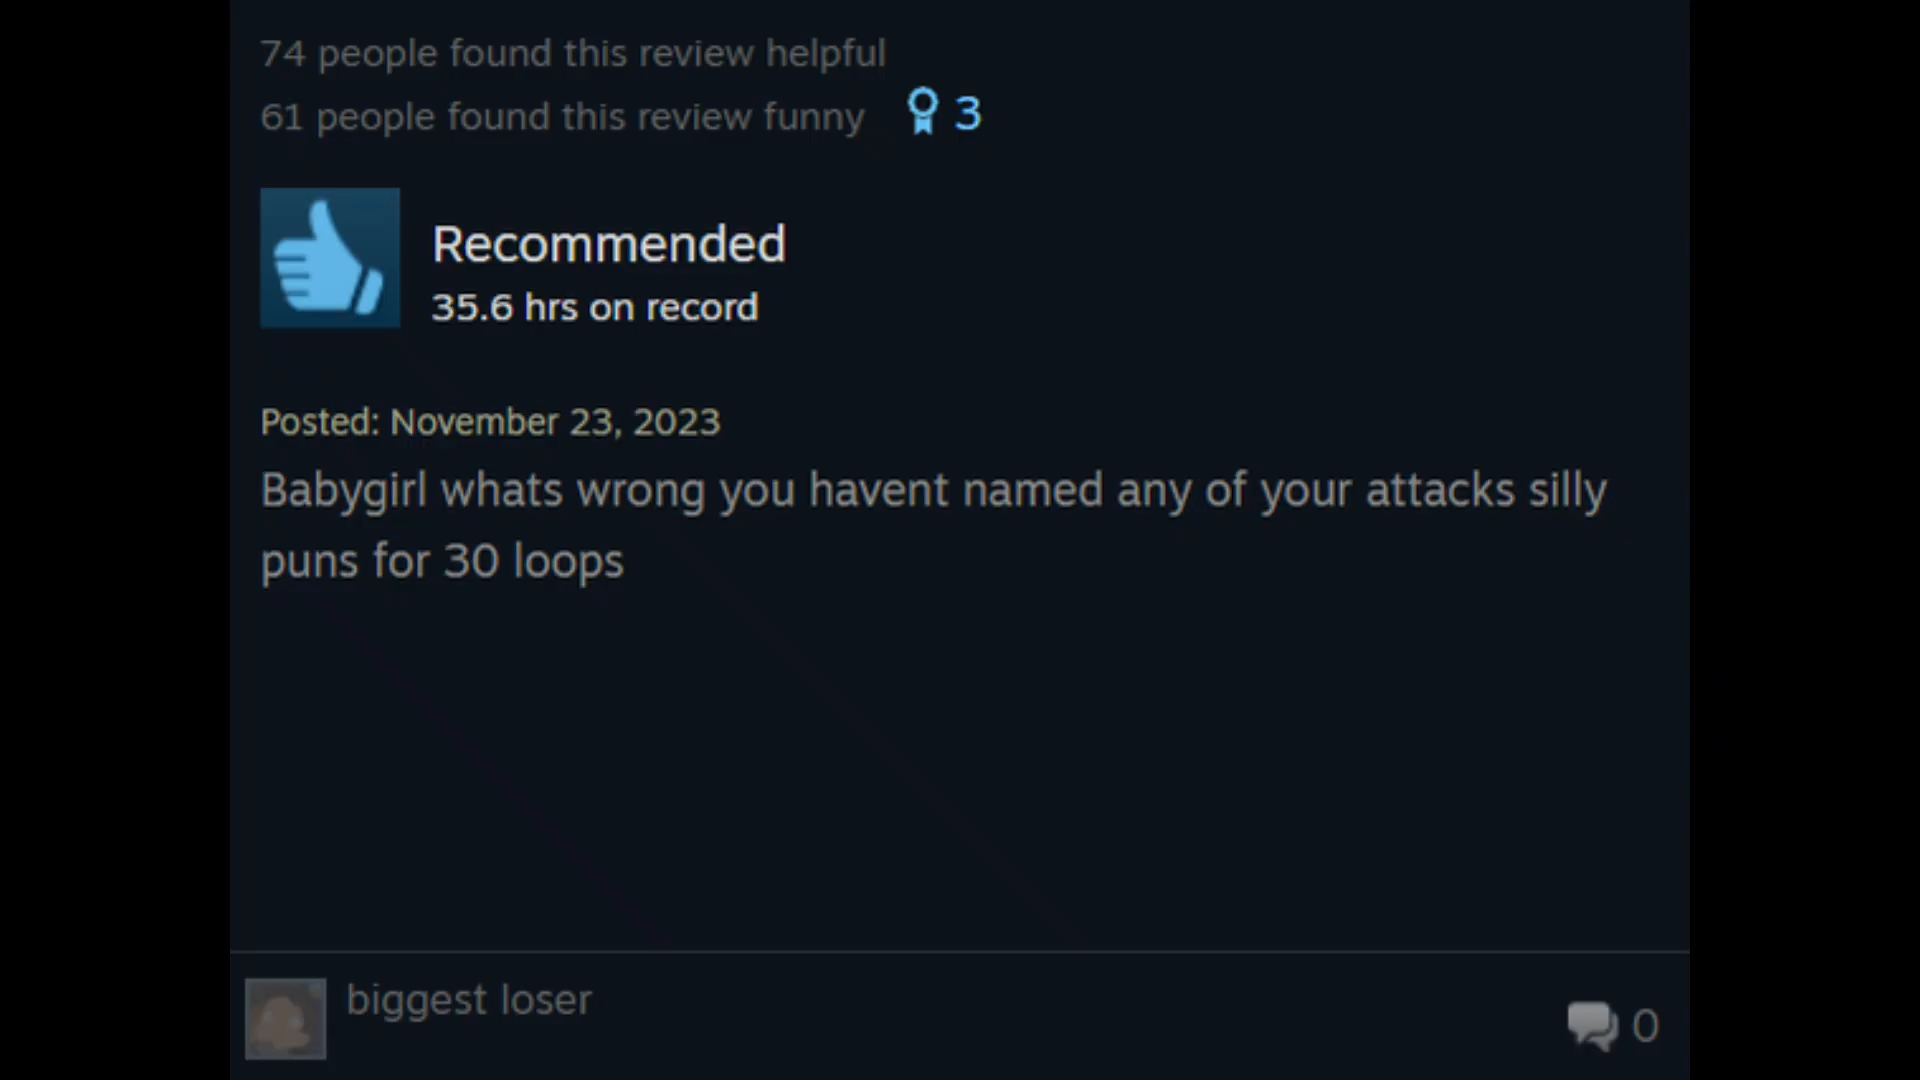 74 people found this review helpful
61 people found this review funny 3
Recommended
35.6 hrs on record
Posted: November 23, 2023
Babygirl whats wrong you havent named any of your attacks silly
puns for 30 loops
biggest loser
0